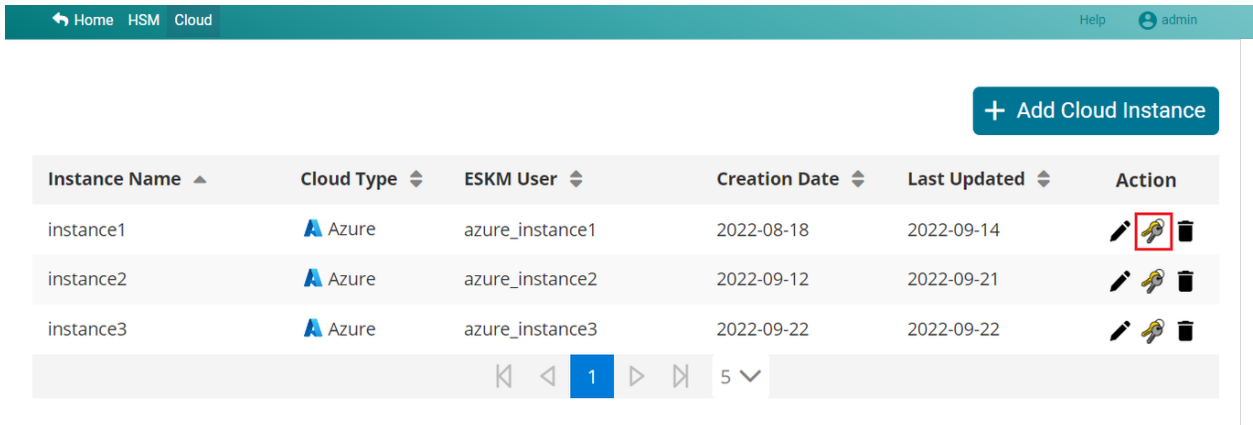 Home HSM Cloud Help admin
+ Add Cloud Instance
Instance Name Cloud Type ESKM User Creation Date Last Updated Action
instance1 Azure azure_instance1 2022-08-18 2022-09-14
instance2 Azure azure_instance2 2022-09-12 2022-09-21
instance3 Azure azure_instance3 2022-09-22 2022-09-22
1 5